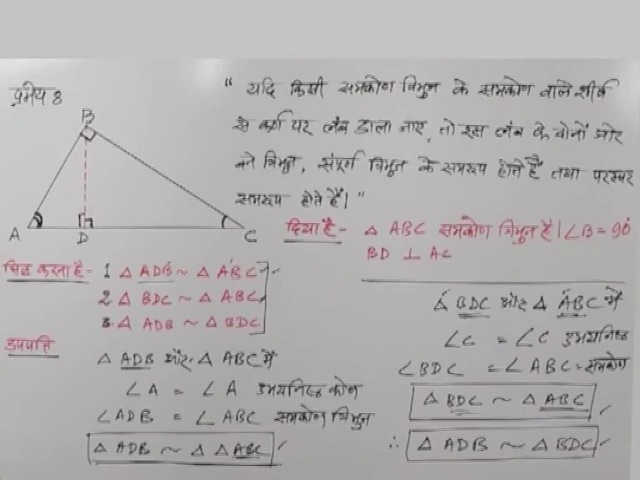 प्रमेय 8
" यदि किसी समकोण त्रिभुज के समकोण वाले शीर्ष
से कर्ण पर लंब डाला जाए, तो इस लंब के दोनों ओर
बने त्रिभुज, संपूर्ण त्रिभुज के समरूप होते हैं तथा परस्पर
समरूप होते हैं। "
B
A
D
C
दिया है - △ ABC समकोण त्रिभुज है। ∠B = 90°
BD ⊥ AC
सिद्ध करना है - 1 △ ADB ~ △ ABC
2. △ BDC ~ △ ABC
3. △ ADB ~ △ BDC
उपपत्ति
△ ADB और △ ABC में
∠A = ∠A उभयनिष्ठ कोण
∠ADB = ∠ABC समकोण त्रिभुज
△ ADB ~ △ △ ABC
△ BDC और △ ABC में
∠C = ∠C उभयनिष्ठ
∠BDC = ∠ABC समकोण
△ BDC ~ △ ABC
∴ △ ADB ~ △ BDC